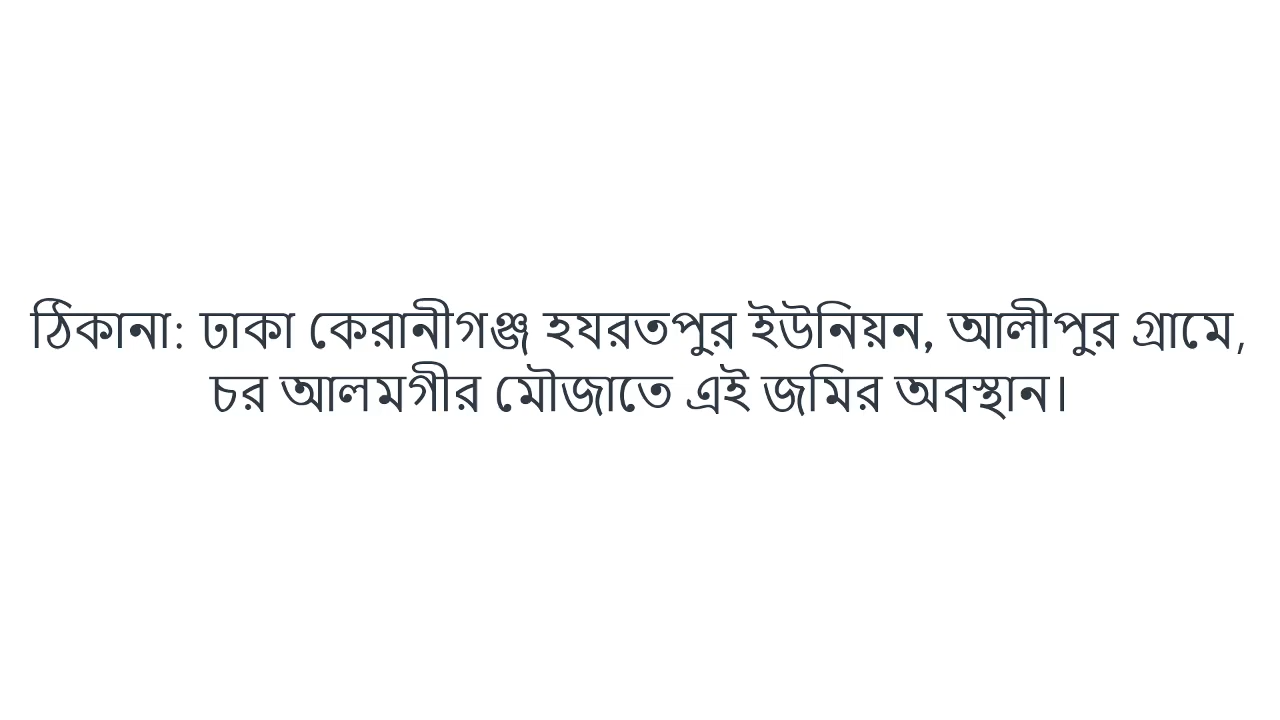 ঠিকানা: ঢাকা কেরানীগঞ্জ হযরতপুর ইউনিয়ন, আলীপুর গ্রামে,
চর আলমগীর মৌজাতে এই জমির অবস্থান।